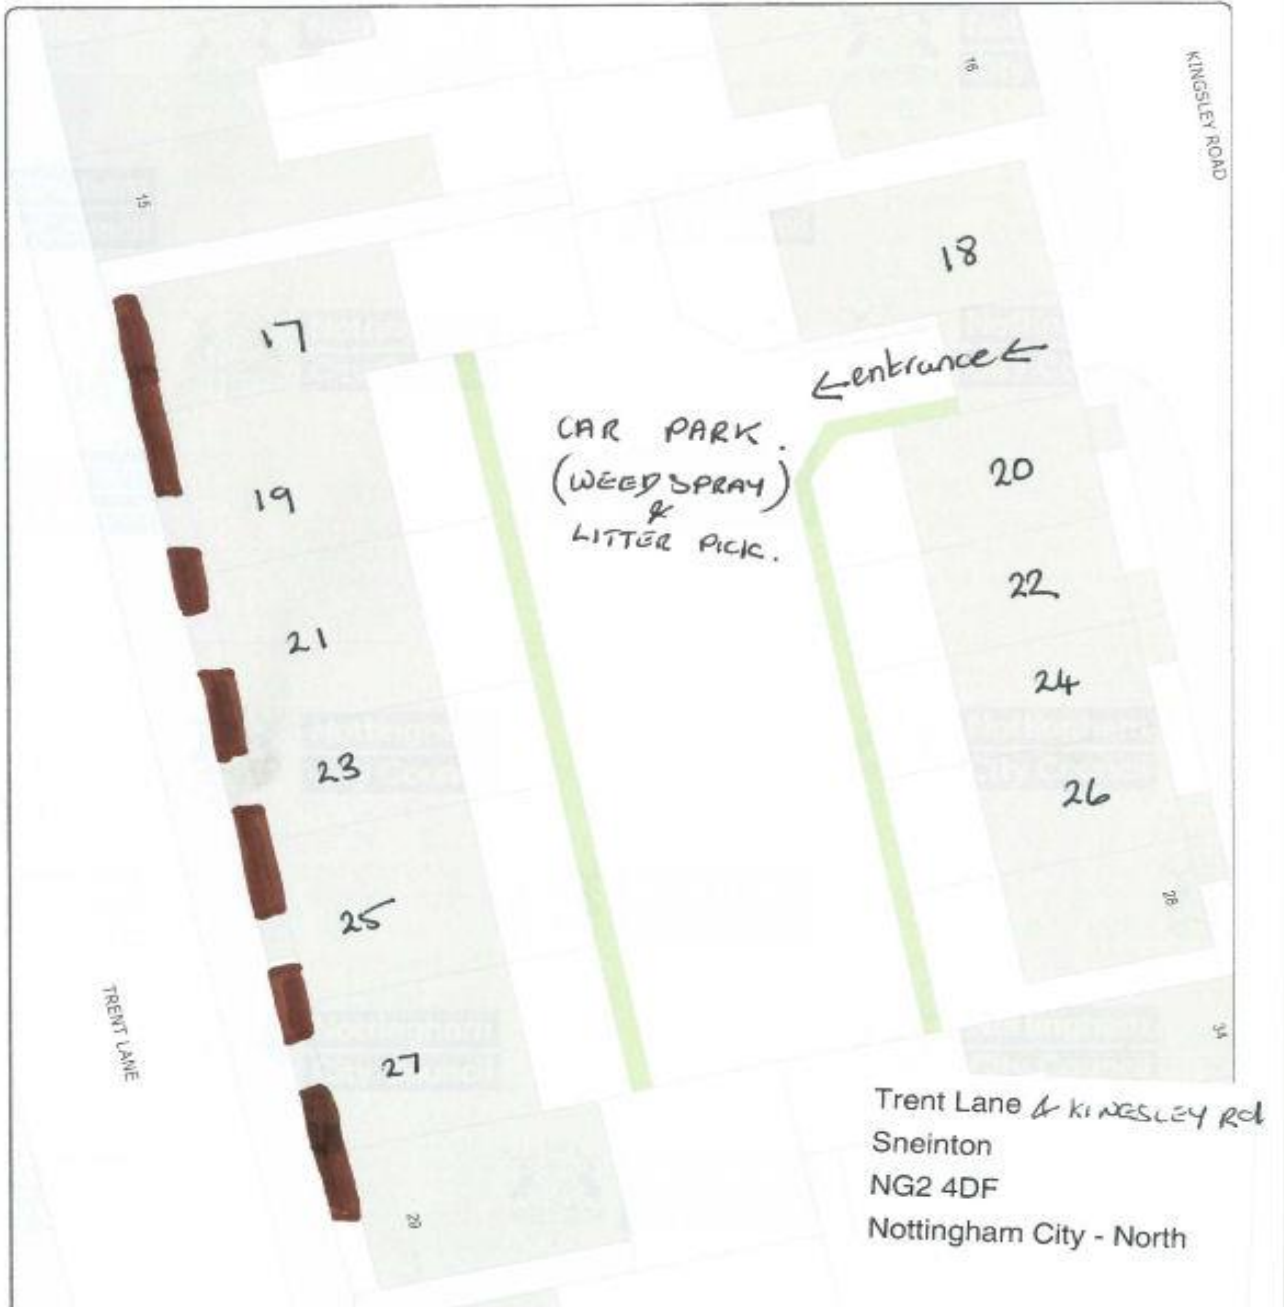 16
KINGSLEY ROAD
15
18
17
←entrance←
CAR PARK.
(WEED SPRAY)
&
LITTER PICK.
20
19
22
21
24
23
26
25
28
TRENT LANE
34
27
29
Trent Lane & KINGSLEY Rd
Sneinton
NG2 4DF
Nottingham City - North